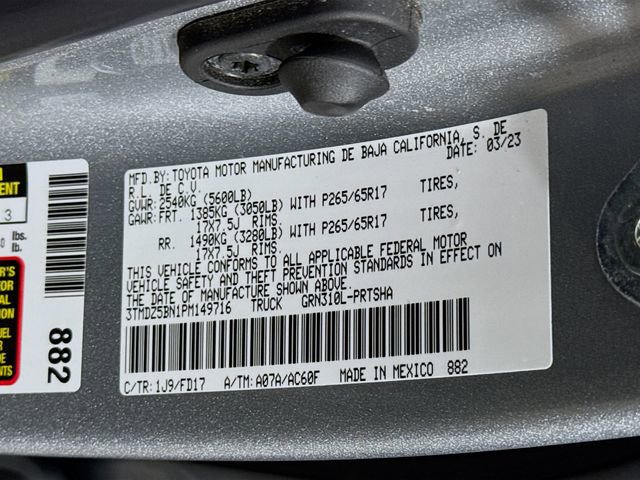 MFD.BY: TOYOTA MOTOR MANUFACTURING DE BAJA CALIFORNIA, S. DE
R.L. DE C.V. DATE: 03/23
GVWR: 2540KG (5600LB)
GAWR: FRT. 1385KG (3050LB) WITH P265/65R17 TIRES,
17X7.5J RIMS.
RR. 1490KG (3280LB) WITH P265/65R17 TIRES,
17X7.5J RIMS.
THIS VEHICLE CONFORMS TO ALL APPLICABLE FEDERAL MOTOR
VEHICLE SAFETY AND THEFT PREVENTION STANDARDS IN EFFECT ON
THE DATE OF MANUFACTURE SHOWN ABOVE.
3TMDZ5BN1PM149716 TRUCK GRN310L-PRTSHA
C/TR: 1J9/FD17 A/TM: A07A/AC60F MADE IN MEXICO 882
3
lbs.
lb.
882